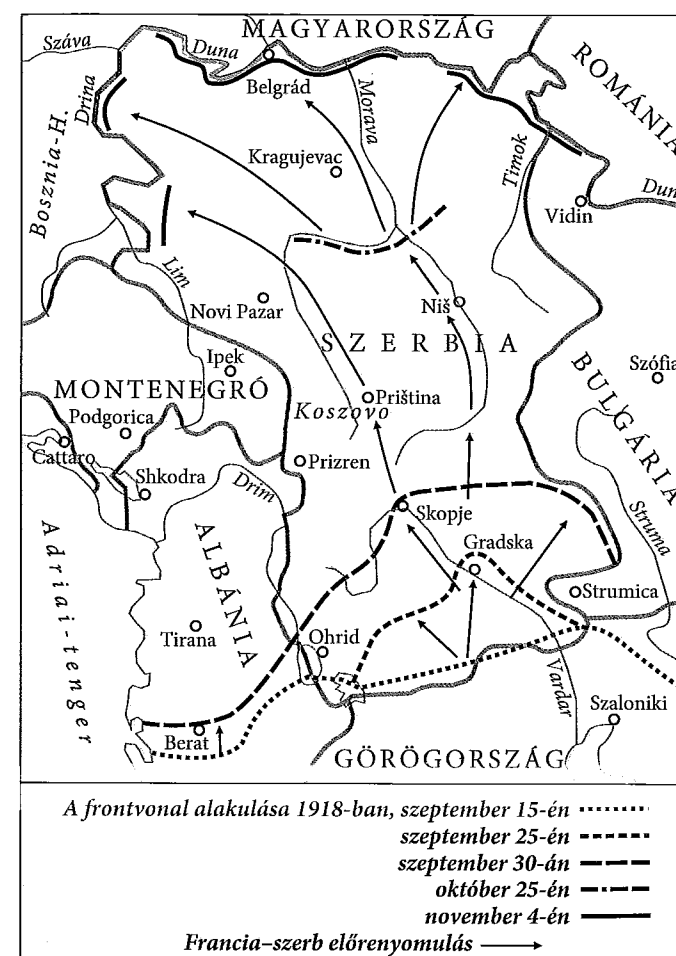 MAGYARORSZÁG
Száva
Duna
ROMÁNIA
Belgrád
Drina
Morava
Bosznia-H.
Kragujevac
Timok
Vidin
Dun
Lim
Novi Pazar
Niš
SZERBIA
Ipek
Szófia
MONTENEGRÓ
Koszovo
Priština
BULGÁRIA
Podgorica
Cattaro
Prizren
Shkodra
Drim
Skopje
Struma
Gradska
ALBÁNIA
Adriai-tenger
Strumica
Tirana
Ohrid
Vardar
Szaloniki
Berat
GÖRÖGORSZÁG
A frontvonal alakulása 1918-ban, szeptember 15-én
szeptember 25-én
szeptember 30-án
október 25-én
november 4-én
Francia–szerb előrenyomulás